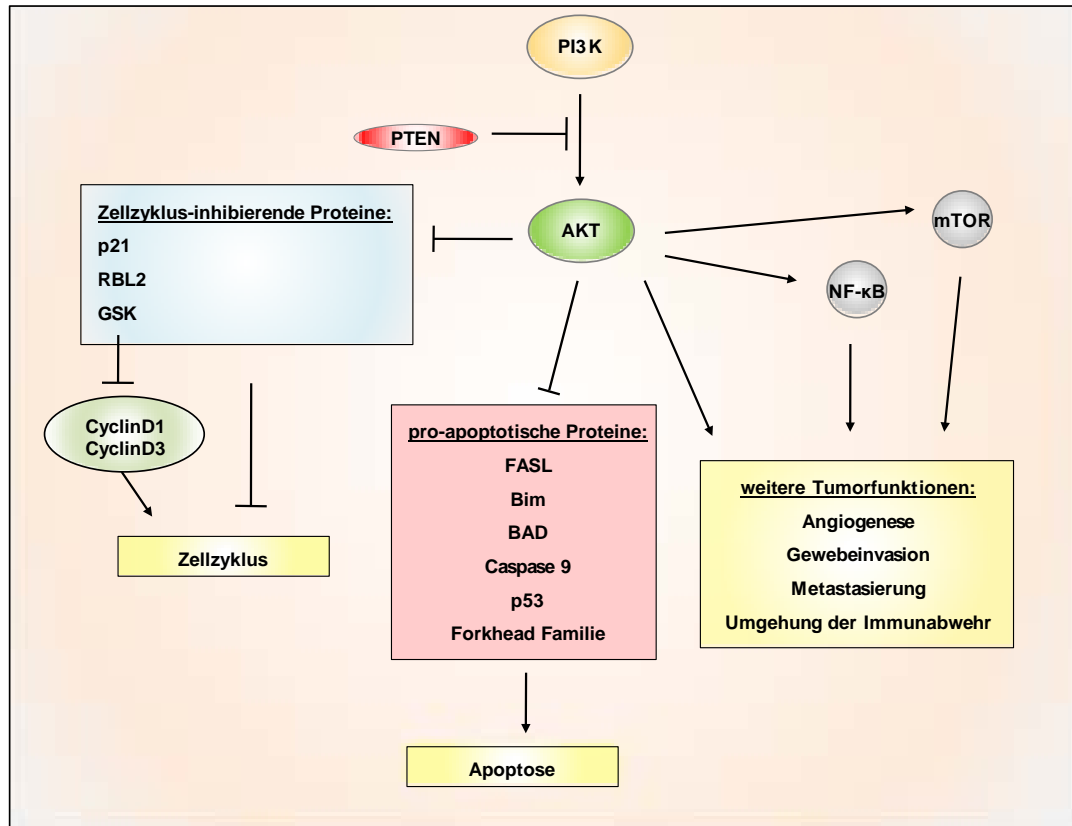 PI3K
PTEN
AKT
mTOR
NF-κB
Zellzyklus-inhibierende Proteine:
p21
RBL2
GSK
CyclinD1
CyclinD3
Zellzyklus
pro-apoptotische Proteine:
FASL
Bim
BAD
Caspase 9
p53
Forkhead Familie
Apoptose
weitere Tumorfunktionen:
Angiogenese
Gewebeinvasion
Metastasierung
Umgehung der Immunabwehr